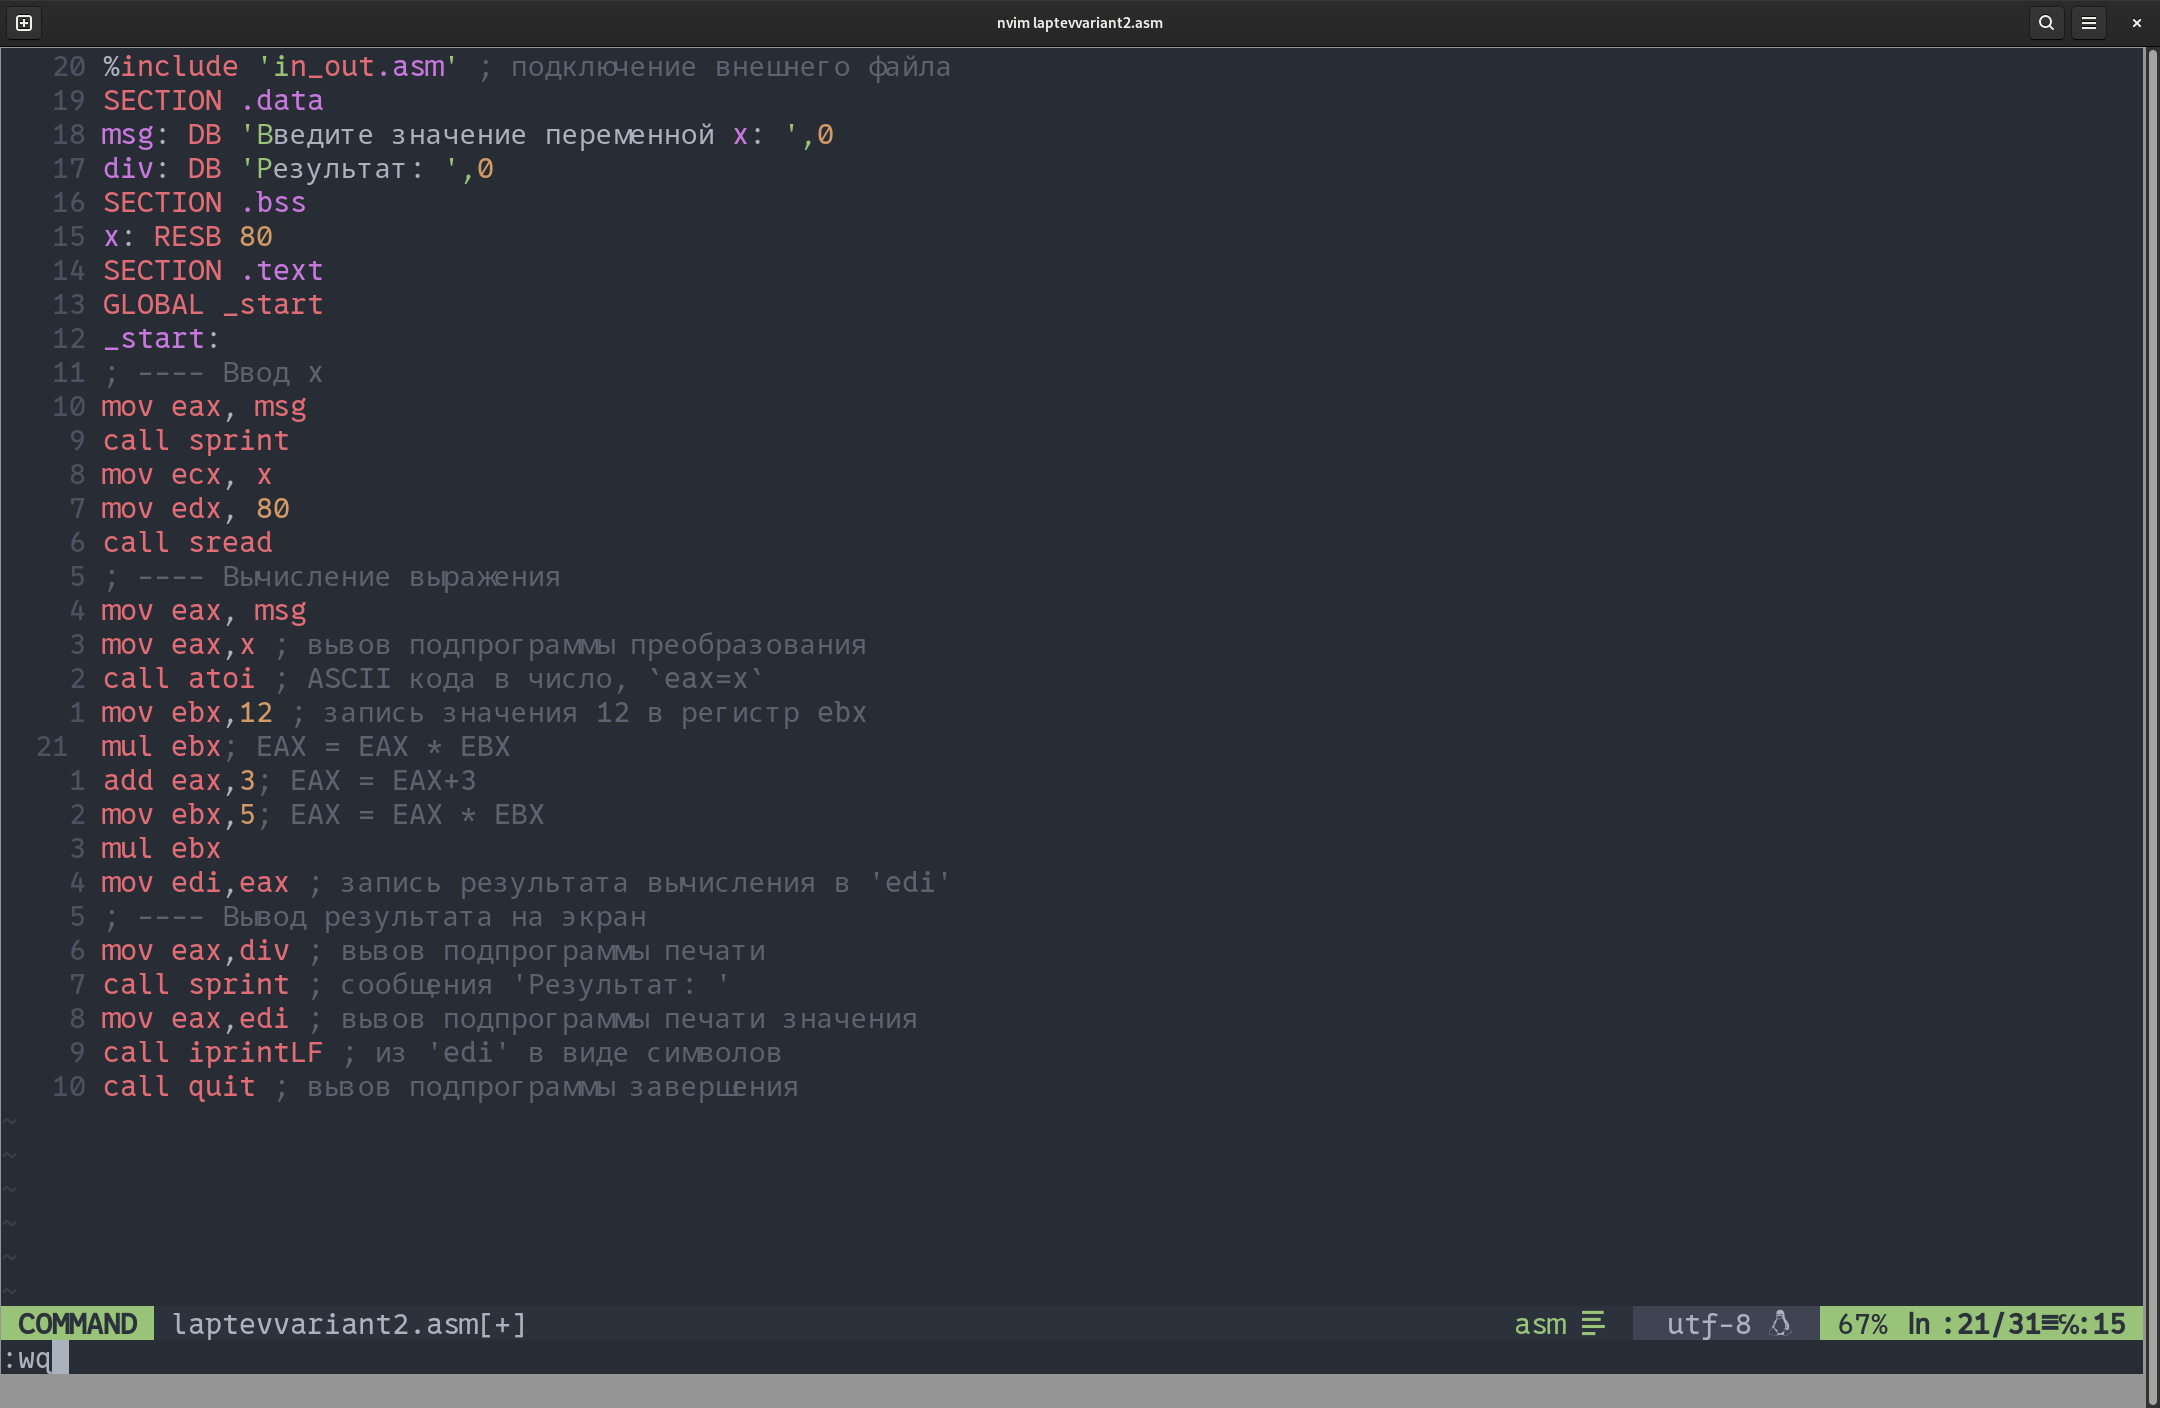 nvim laptevvariant2.asm
20 %include 'in_out.asm' ; подключение внешнего файла
19 SECTION .data
18 msg: DB 'Введите значение переменной x: ',0
17 div: DB 'Результат: ',0
16 SECTION .bss
15 x: RESB 80
14 SECTION .text
13 GLOBAL _start
12 _start:
11 ; ---- Ввод x
10 mov eax, msg
9 call sprint
8 mov ecx, x
7 mov edx, 80
6 call sread
5 ; ---- Вычисление выражения
4 mov eax, msg
3 mov eax,x ; вызов подпрограммы преобразования
2 call atoi ; ASCII кода в число, `eax=x`
1 mov ebx,12 ; запись значения 12 в регистр ebx
21 mul ebx; EAX = EAX * EBX
1 add eax,3; EAX = EAX+3
2 mov ebx,5; EAX = EAX * EBX
3 mul ebx
4 mov edi,eax ; запись результата вычисления в 'edi'
5 ; ---- Вывод результата на экран
6 mov eax,div ; вызов подпрограммы печати
7 call sprint ; сообщения 'Результат: '
8 mov eax,edi ; вызов подпрограммы печати значения
9 call iprintLF ; из 'edi' в виде символов
10 call quit ; вызов подпрограммы завершения
~
~
~
~
~
~
COMMAND laptevvariant2.asm[+] asm utf-8 67% ln :21/31≡℅:15
:wq